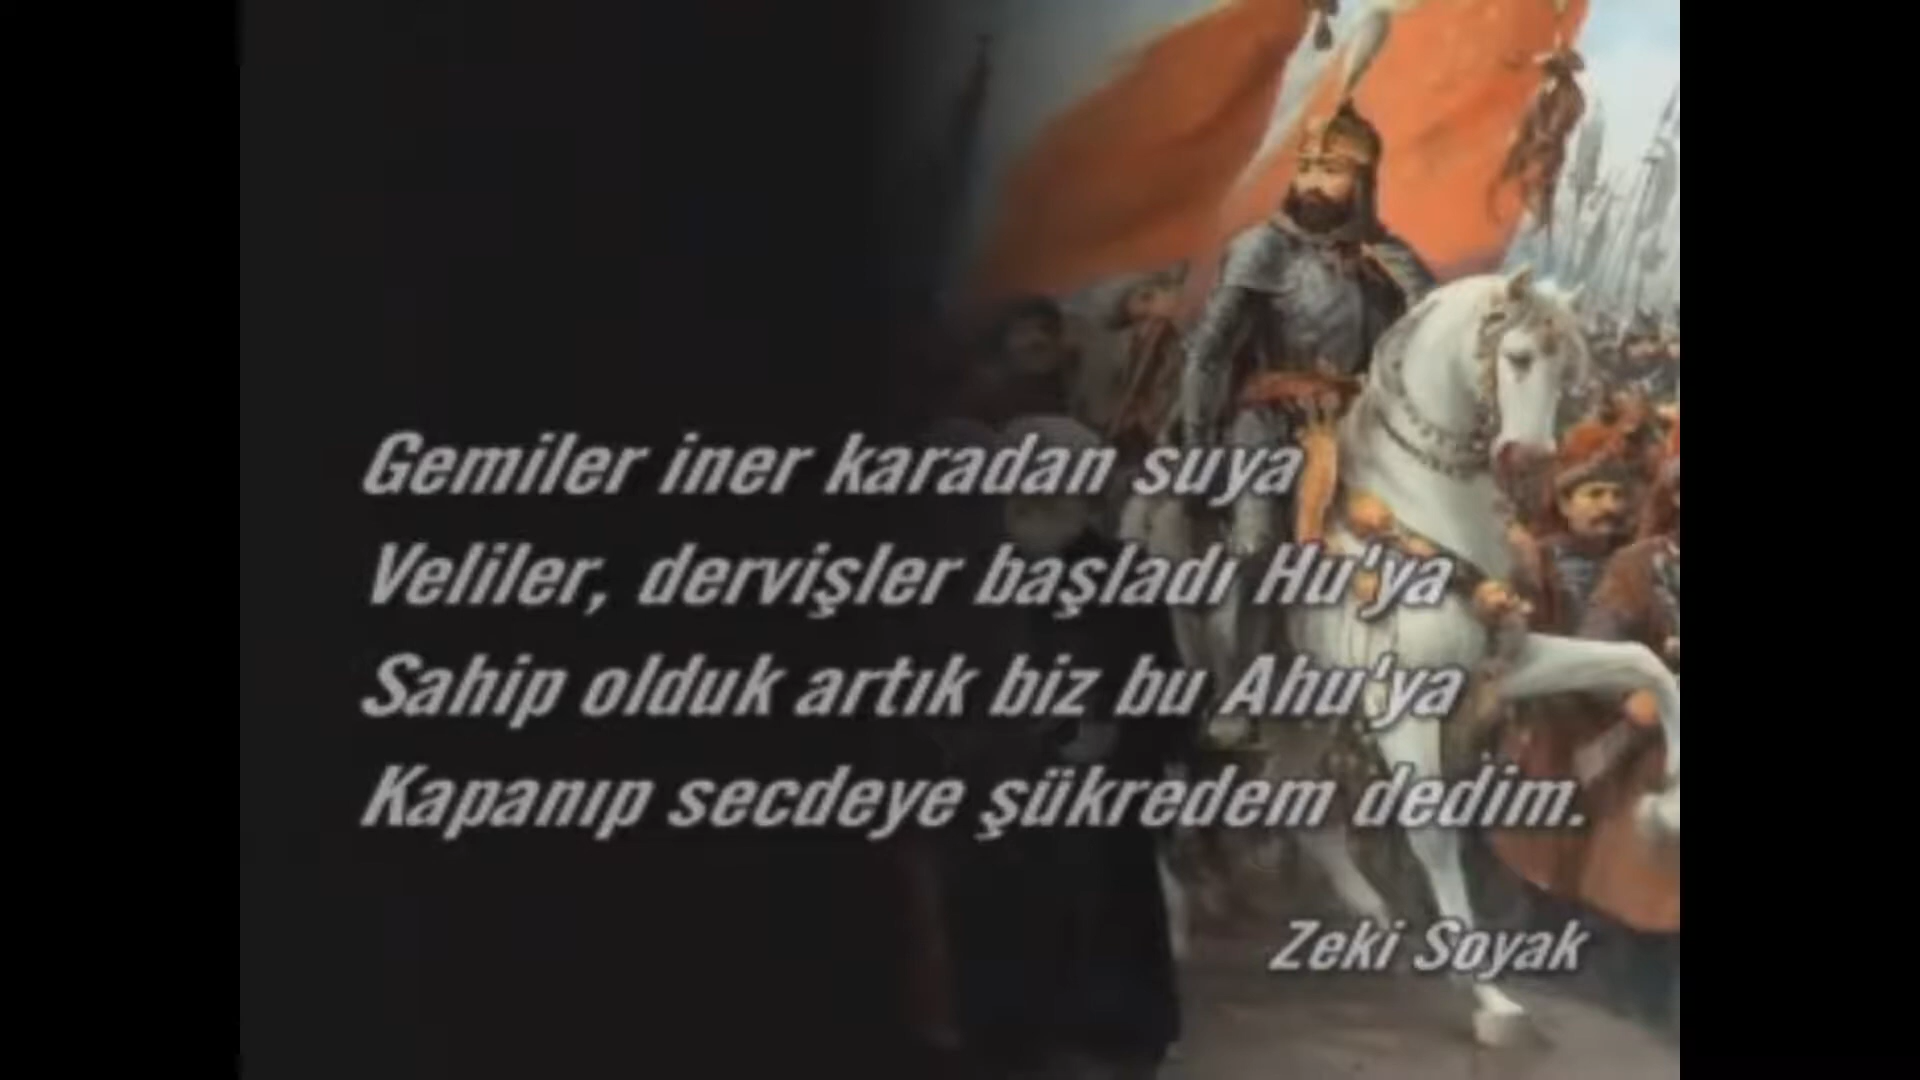 Gemiler iner karadan suya
Veliler, dervişler başladı Hu'ya
Sahip olduk artık biz bu Ahu'ya
Kapanıp secdeye şükredem dedim.
Zeki Soyak